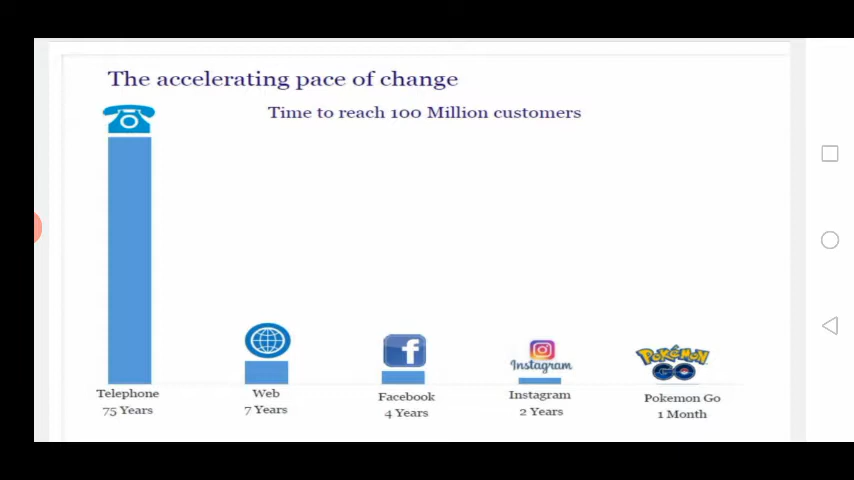 The accelerating pace of change
Time to reach 100 Million customers
f
Instagram
POKÉMON
GO
Telephone
75 Years
Web
7 Years
Facebook
4 Years
Instagram
2 Years
Pokemon Go
1 Month